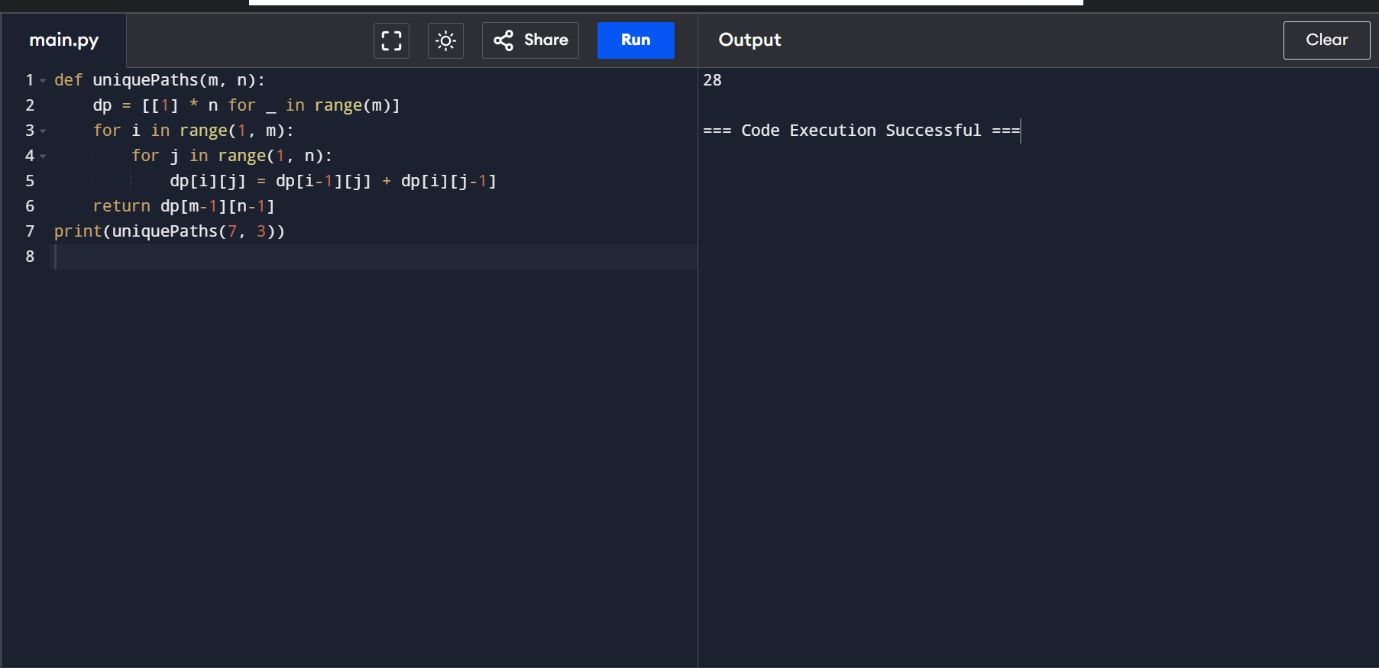 main.py
Share
Run
Output
Clear
1 def uniquePaths(m, n):
2     dp = [[1] * n for _ in range(m)]
3     for i in range(1, m):
4         for j in range(1, n):
5             dp[i][j] = dp[i-1][j] + dp[i][j-1]
6     return dp[m-1][n-1]
7 print(uniquePaths(7, 3))
8
28
=== Code Execution Successful ===